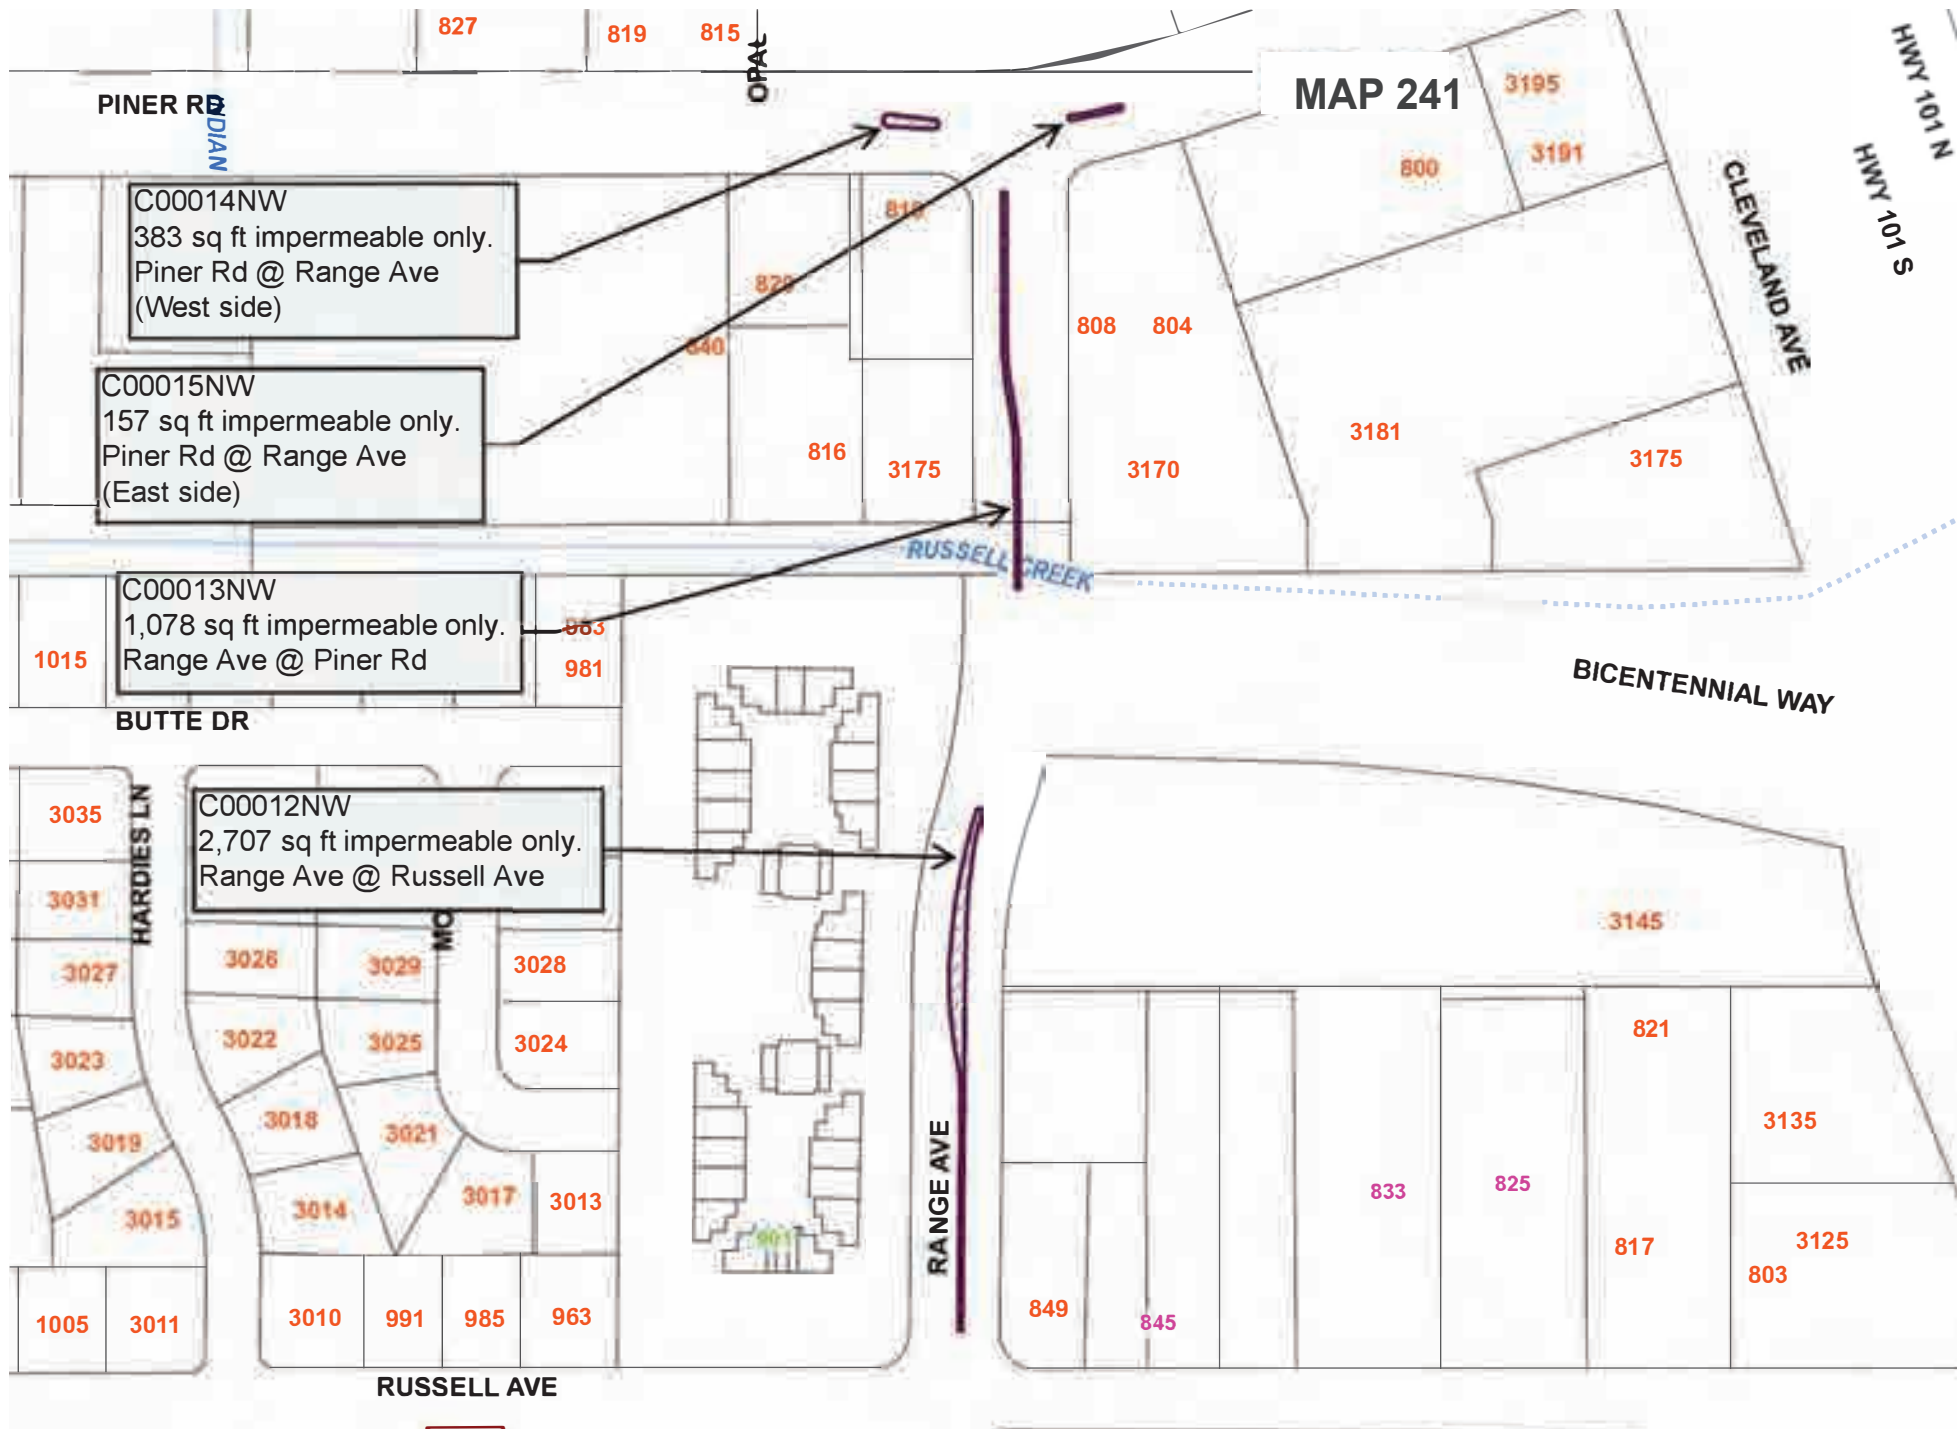 827
819
815
OPAL
PINER RD
DIAN
MAP 241
3195
3191
800
HWY 101 N
HWY 101 S
CLEVELAND AVE
C00014NW
383 sq ft impermeable only.
Piner Rd @ Range Ave
(West side)
820
840
808
804
C00015NW
157 sq ft impermeable only.
Piner Rd @ Range Ave
(East side)
816
3175
3170
3181
3175
RUSSELL CREEK
C00013NW
1,078 sq ft impermeable only.
Range Ave @ Piner Rd
983
981
1015
BICENTENNIAL WAY
BUTTE DR
C00012NW
2,707 sq ft impermeable only.
Range Ave @ Russell Ave
3035
HARDIES LN
3031
MO
3145
3027
3026
3029
3028
3023
3022
3025
3024
821
3019
3018
3021
3135
3015
3014
3017
3013
901
RANGE AVE
833
825
817
3125
803
1005
3011
3010
991
985
963
849
845
RUSSELL AVE